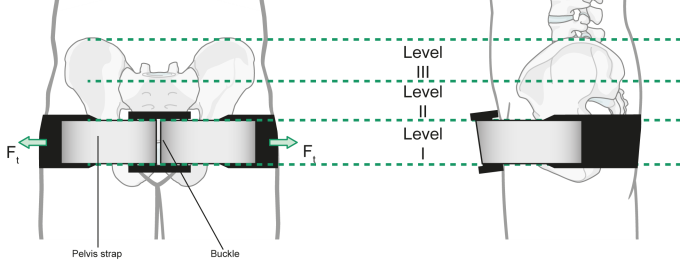 Level
III
Level
II
Level
I
Ft
Ft
Pelvis strap
Buckle